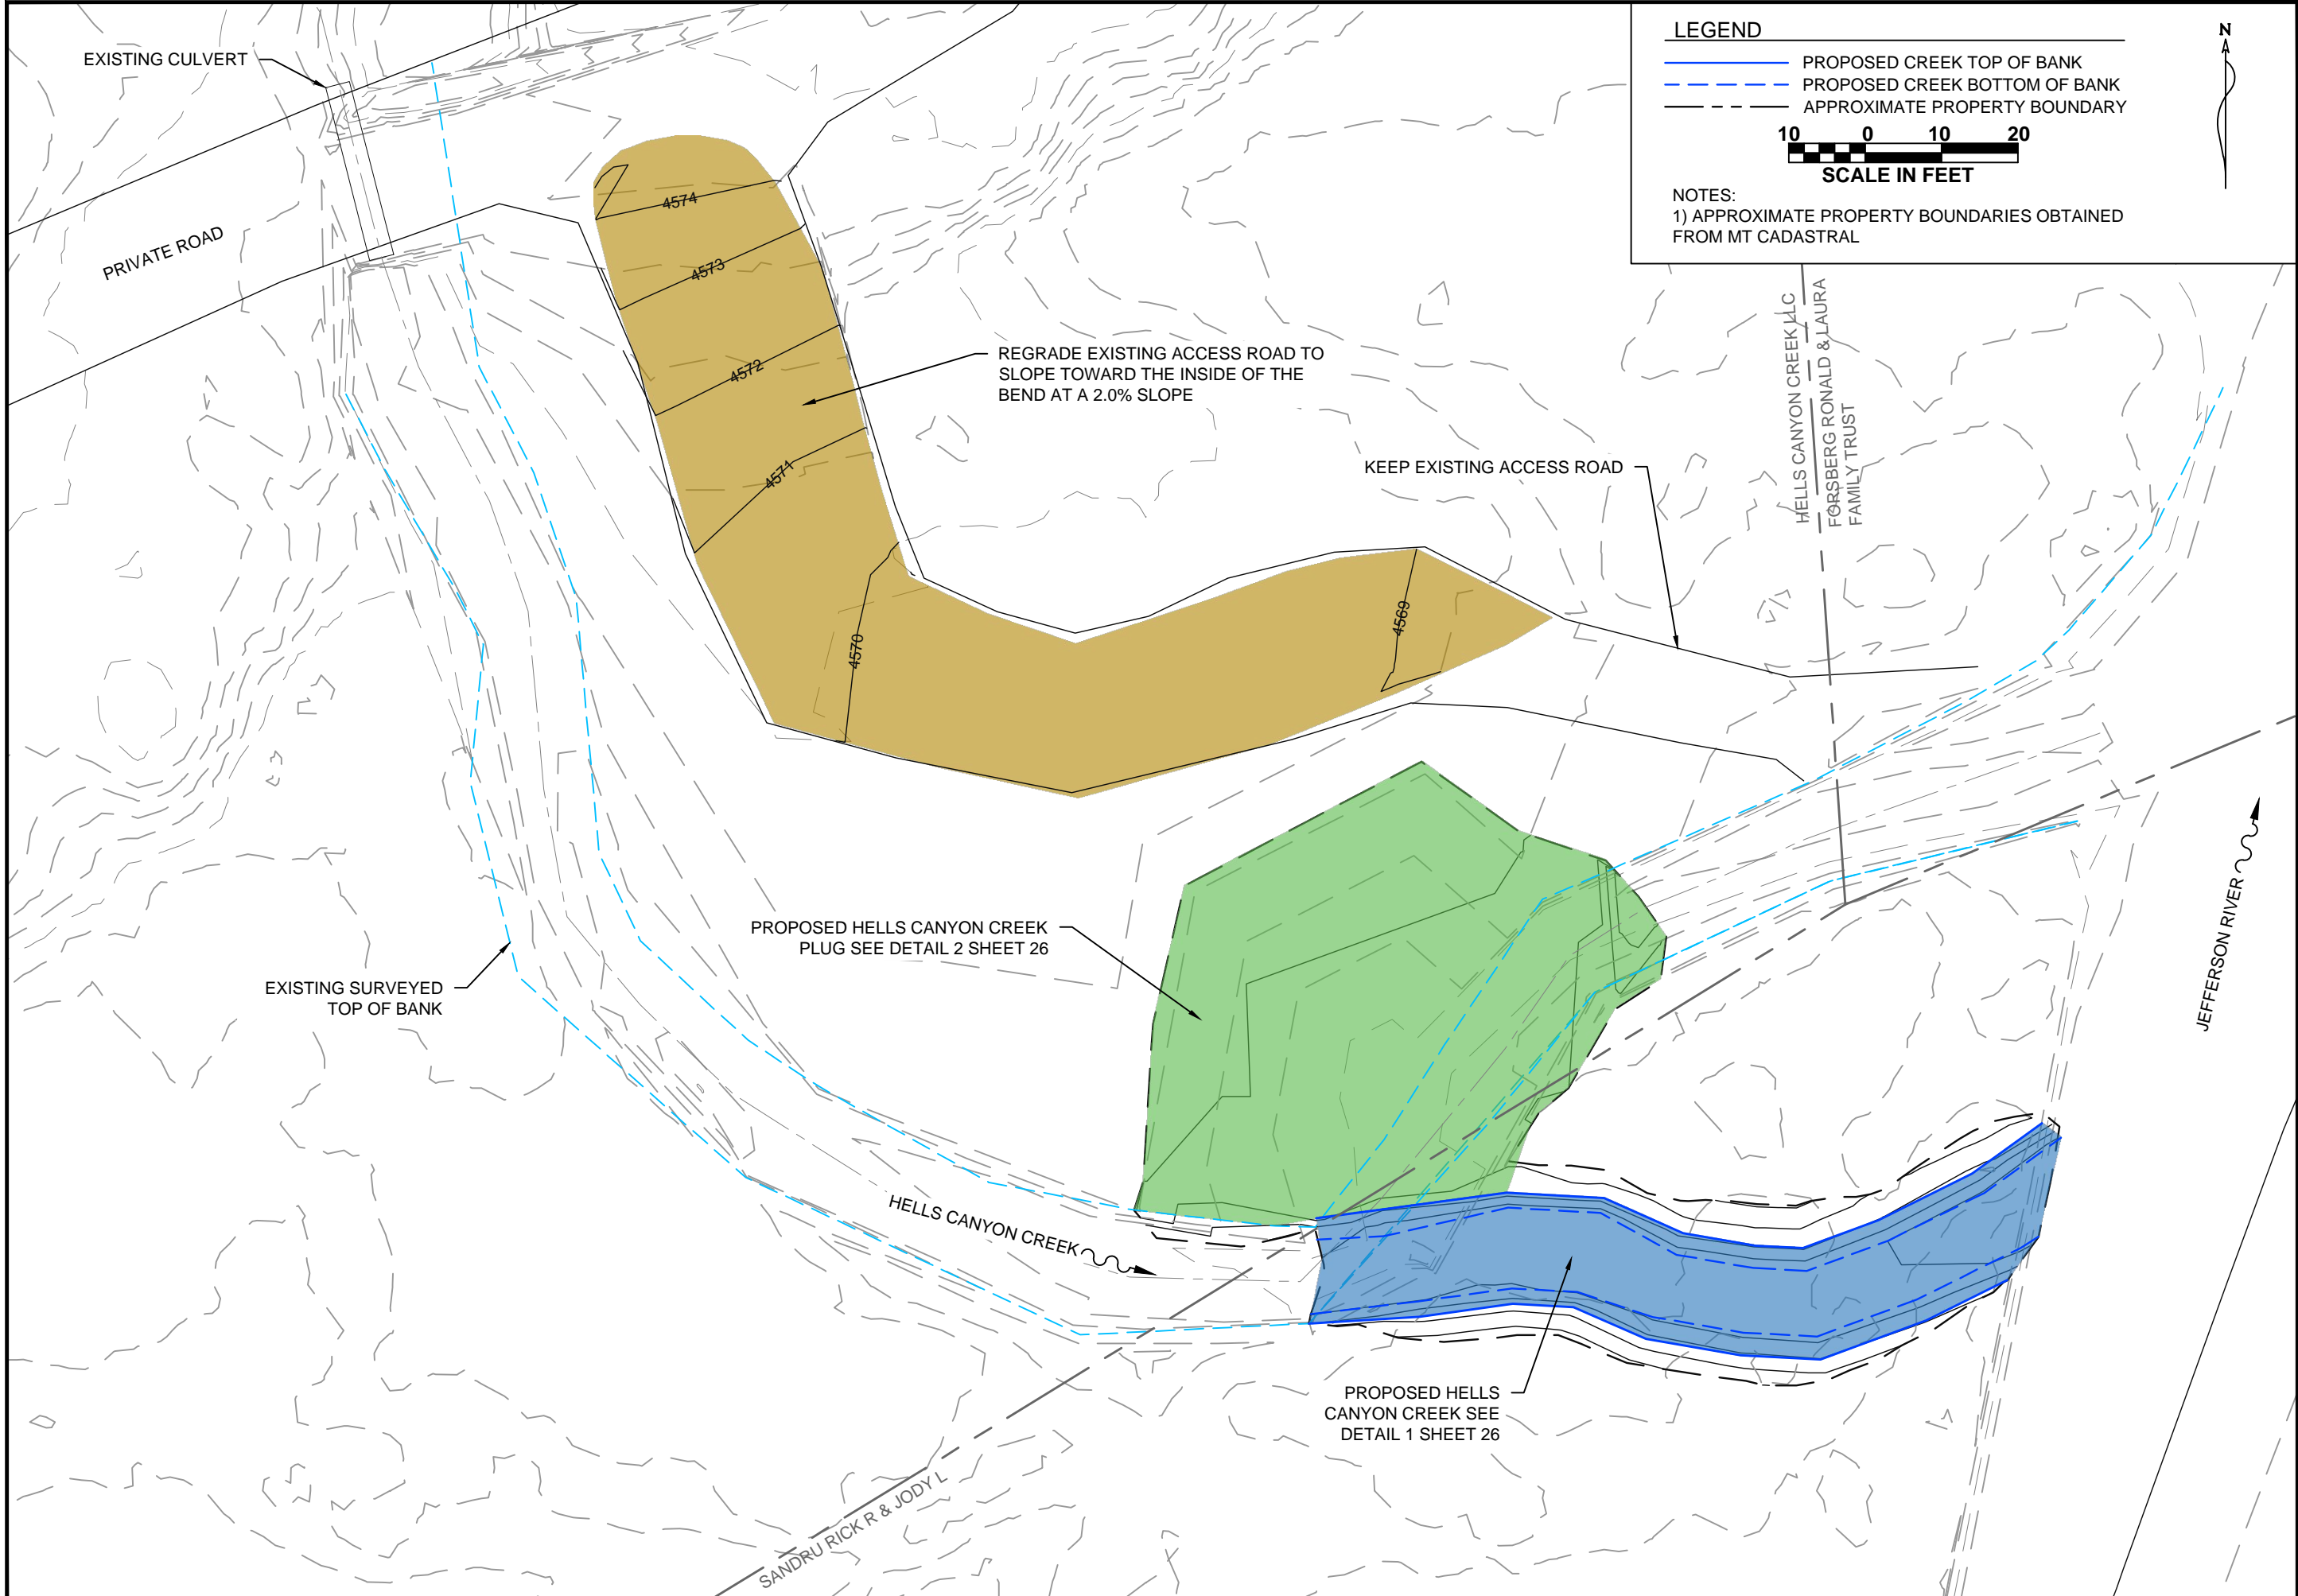 EXISTING CULVERT
PRIVATE ROAD
LEGEND
PROPOSED CREEK TOP OF BANK
PROPOSED CREEK BOTTOM OF BANK
APPROXIMATE PROPERTY BOUNDARY
10 0 10 20
SCALE IN FEET
NOTES:
1) APPROXIMATE PROPERTY BOUNDARIES OBTAINED
FROM MT CADASTRAL
N
4574
4573
4572
4571
4570
4569
REGRADE EXISTING ACCESS ROAD TO
SLOPE TOWARD THE INSIDE OF THE
BEND AT A 2.0% SLOPE
KEEP EXISTING ACCESS ROAD
HELLS CANYON CREEK LLC
FORSBERG RONALD & LAURA
FAMILY TRUST
PROPOSED HELLS CANYON CREEK
PLUG SEE DETAIL 2 SHEET 26
EXISTING SURVEYED
TOP OF BANK
JEFFERSON RIVER
HELLS CANYON CREEK
PROPOSED HELLS
CANYON CREEK SEE
DETAIL 1 SHEET 26
SANDRU RICK R & JODY L